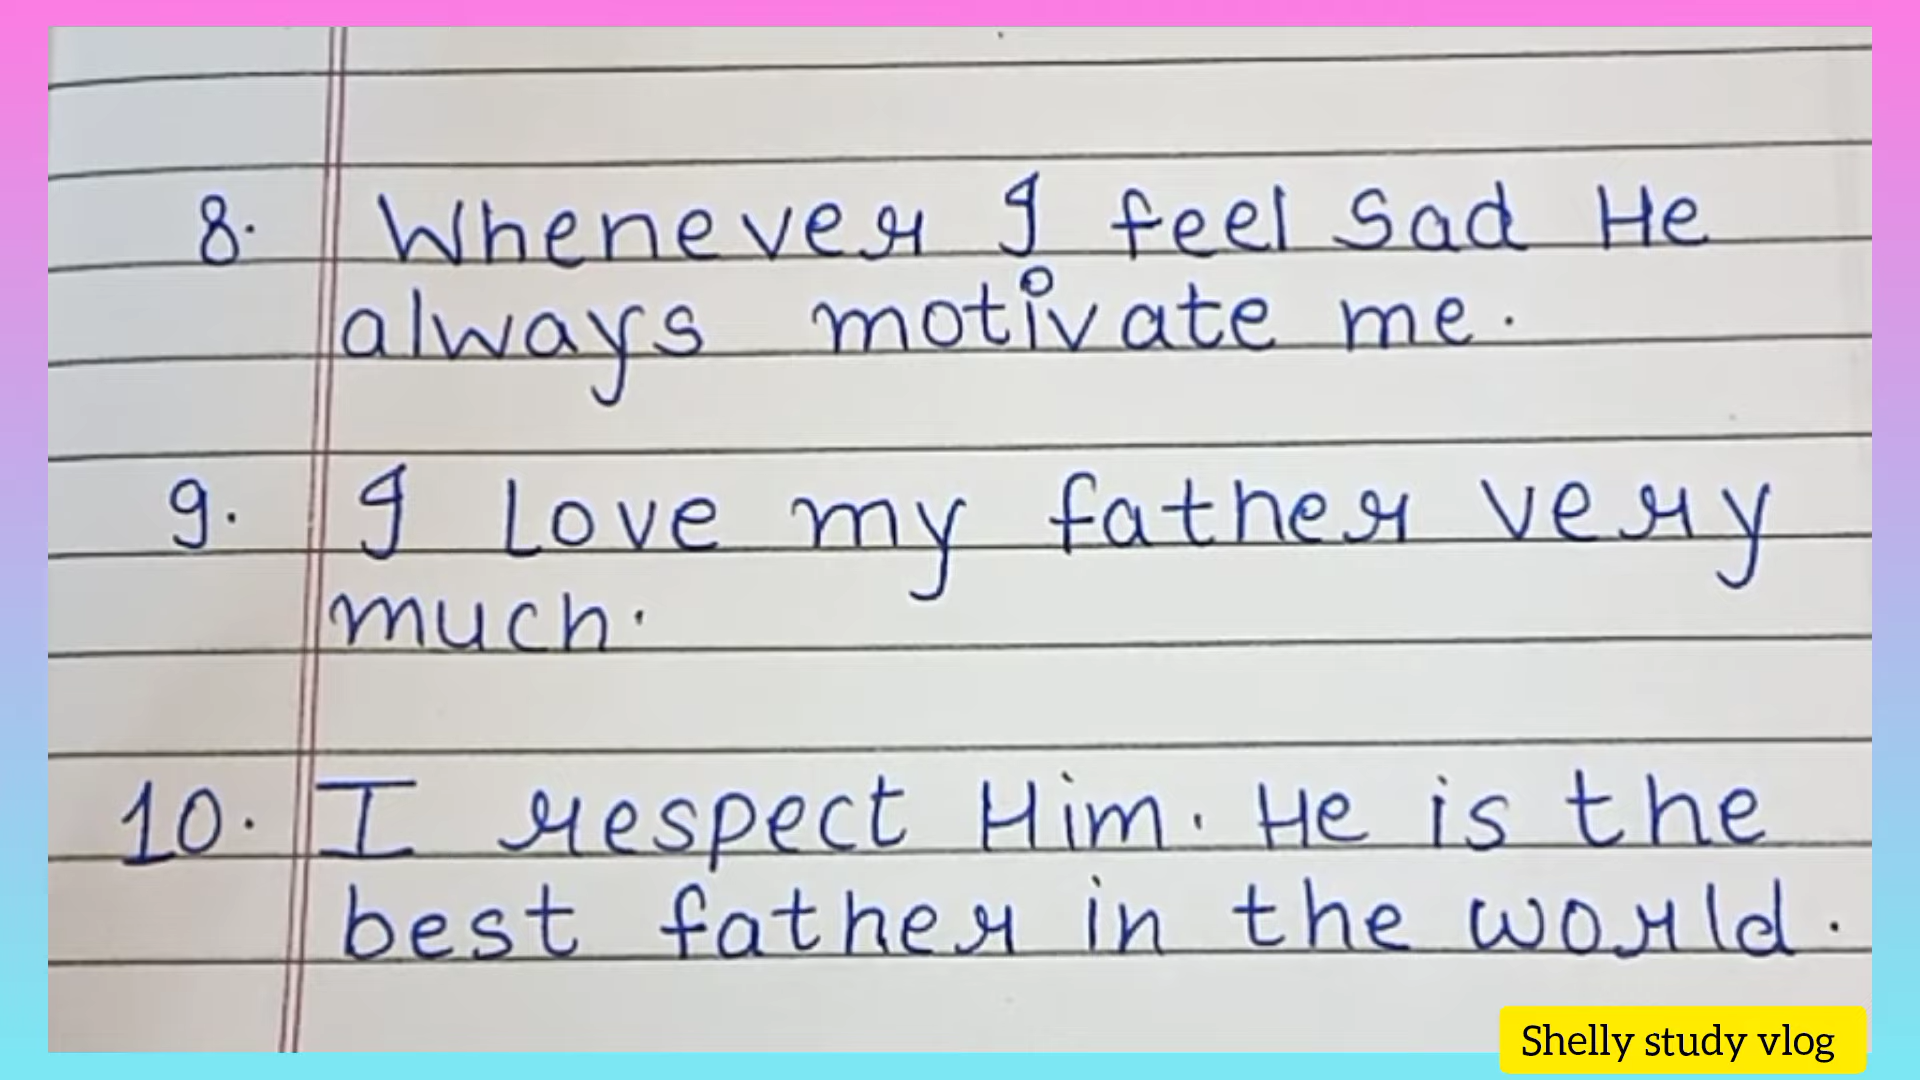 8. Whenever I feel Sad He
always motivate me.
9. I Love my father very
much.
10. I respect Him. He is the
best father in the world.
Shelly study vlog